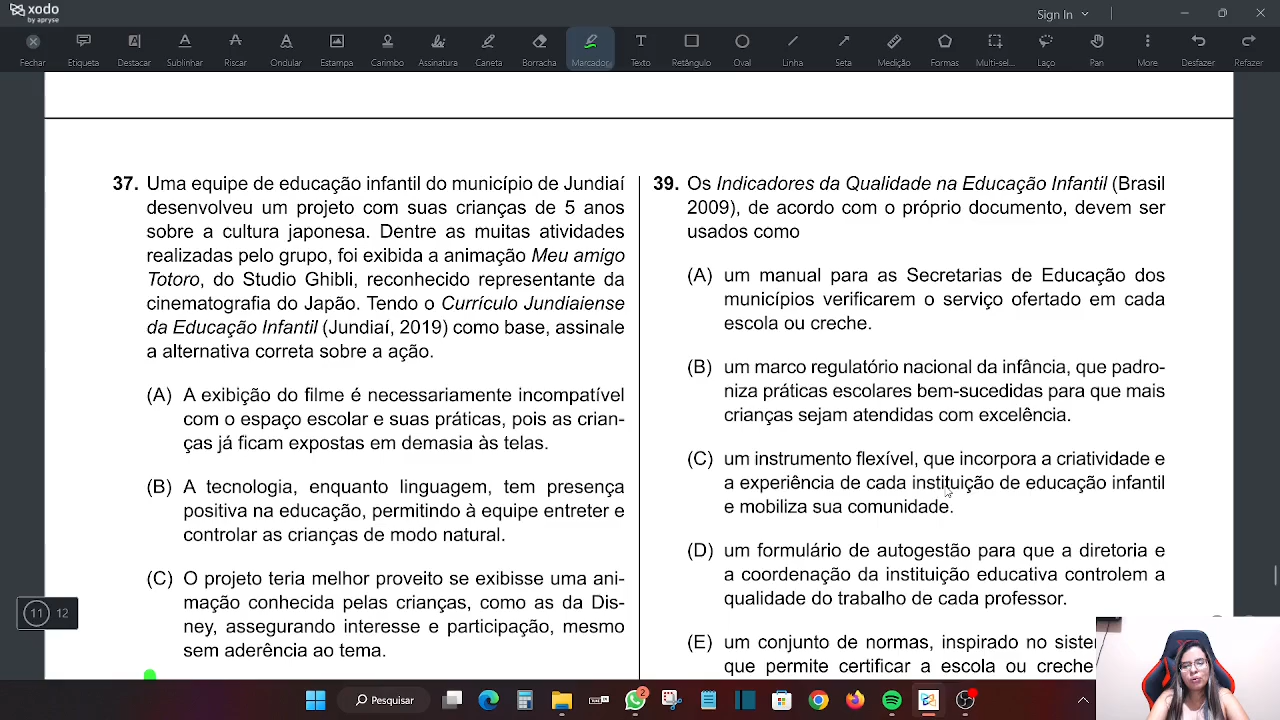 xodo
by apryse
Sign In
Fechar Etiqueta Destacar Sublinhar Riscar Ondular Estampa Carimbo Assinatura Caneta Borracha Marcador Texto Retângulo Oval Linha Seta Medição Formas Multi-sel... Laço Pan More Desfazer Refazer
37. Uma equipe de educação infantil do município de Jundiaí
desenvolveu um projeto com suas crianças de 5 anos
sobre a cultura japonesa. Dentre as muitas atividades
realizadas pelo grupo, foi exibida a animação Meu amigo
Totoro, do Studio Ghibli, reconhecido representante da
cinematografia do Japão. Tendo o Currículo Jundiaiense
da Educação Infantil (Jundiaí, 2019) como base, assinale
a alternativa correta sobre a ação.
(A) A exibição do filme é necessariamente incompatível
com o espaço escolar e suas práticas, pois as crian-
ças já ficam expostas em demasia às telas.
(B) A tecnologia, enquanto linguagem, tem presença
positiva na educação, permitindo à equipe entreter e
controlar as crianças de modo natural.
(C) O projeto teria melhor proveito se exibisse uma ani-
mação conhecida pelas crianças, como as da Dis-
ney, assegurando interesse e participação, mesmo
sem aderência ao tema.
39. Os Indicadores da Qualidade na Educação Infantil (Brasil
2009), de acordo com o próprio documento, devem ser
usados como
(A) um manual para as Secretarias de Educação dos
municípios verificarem o serviço ofertado em cada
escola ou creche.
(B) um marco regulatório nacional da infância, que padro-
niza práticas escolares bem-sucedidas para que mais
crianças sejam atendidas com excelência.
(C) um instrumento flexível, que incorpora a criatividade e
a experiência de cada instituição de educação infantil
e mobiliza sua comunidade.
(D) um formulário de autogestão para que a diretoria e
a coordenação da instituição educativa controlem a
qualidade do trabalho de cada professor.
(E) um conjunto de normas, inspirado no
que permite certificar a escola ou creche
11 12
Pesquisar
2